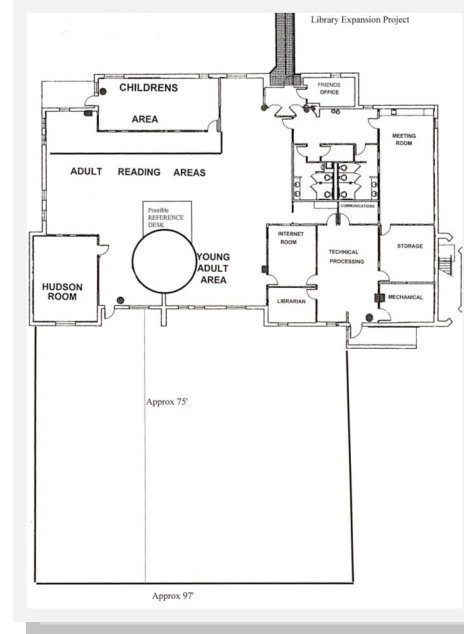 Library Expansion Project
CHILDRENS
AREA
FRIENDS
OFFICE
MEETING
ROOM
ADULT READING AREAS
COMMUNICATIONS
Possible
REFERENCE
DESK
INTERNET
ROOM
TECHNICAL
PROCESSING
STORAGE
YOUNG
ADULT
AREA
HUDSON
ROOM
LIBRARIAN
MECHANICAL
Approx 75'
Approx 97'